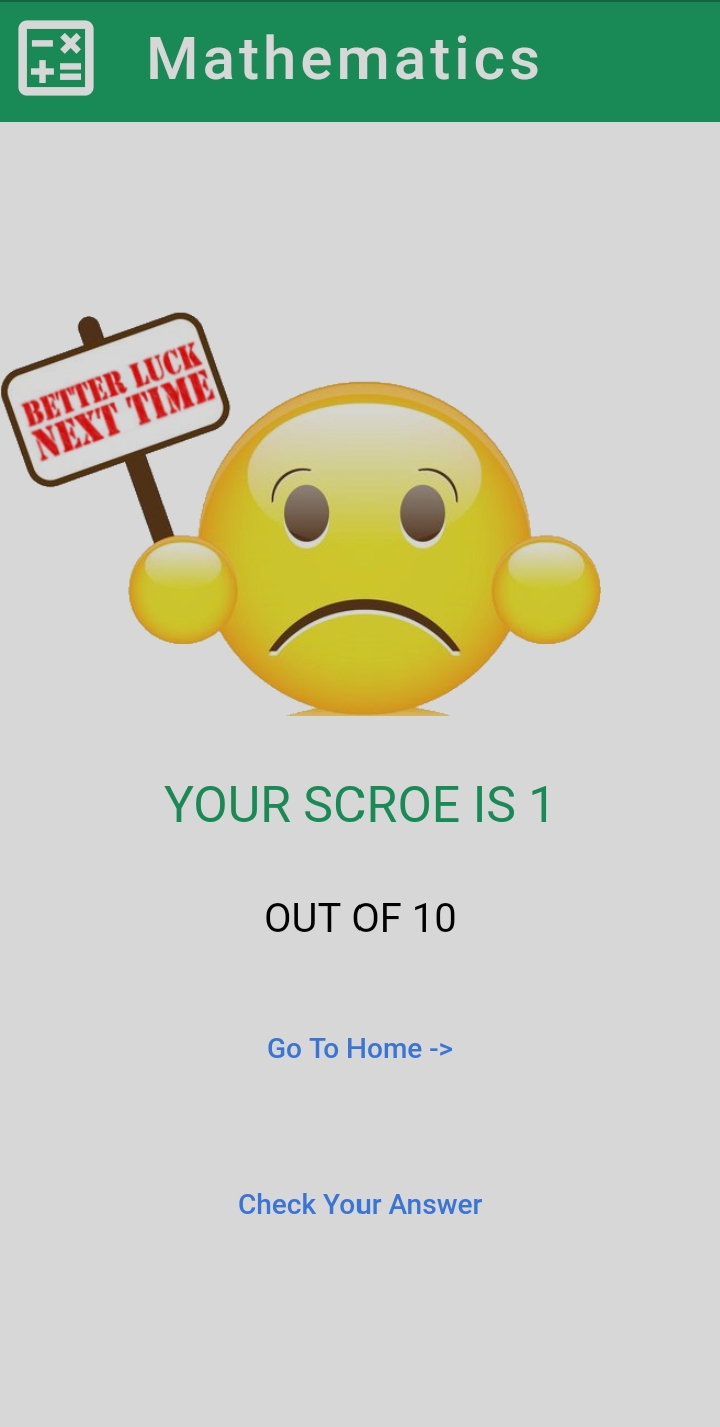 Mathematics
BETTER LUCK
NEXT TIME
YOUR SCROE IS 1
OUT OF 10
Go To Home ->
Check Your Answer